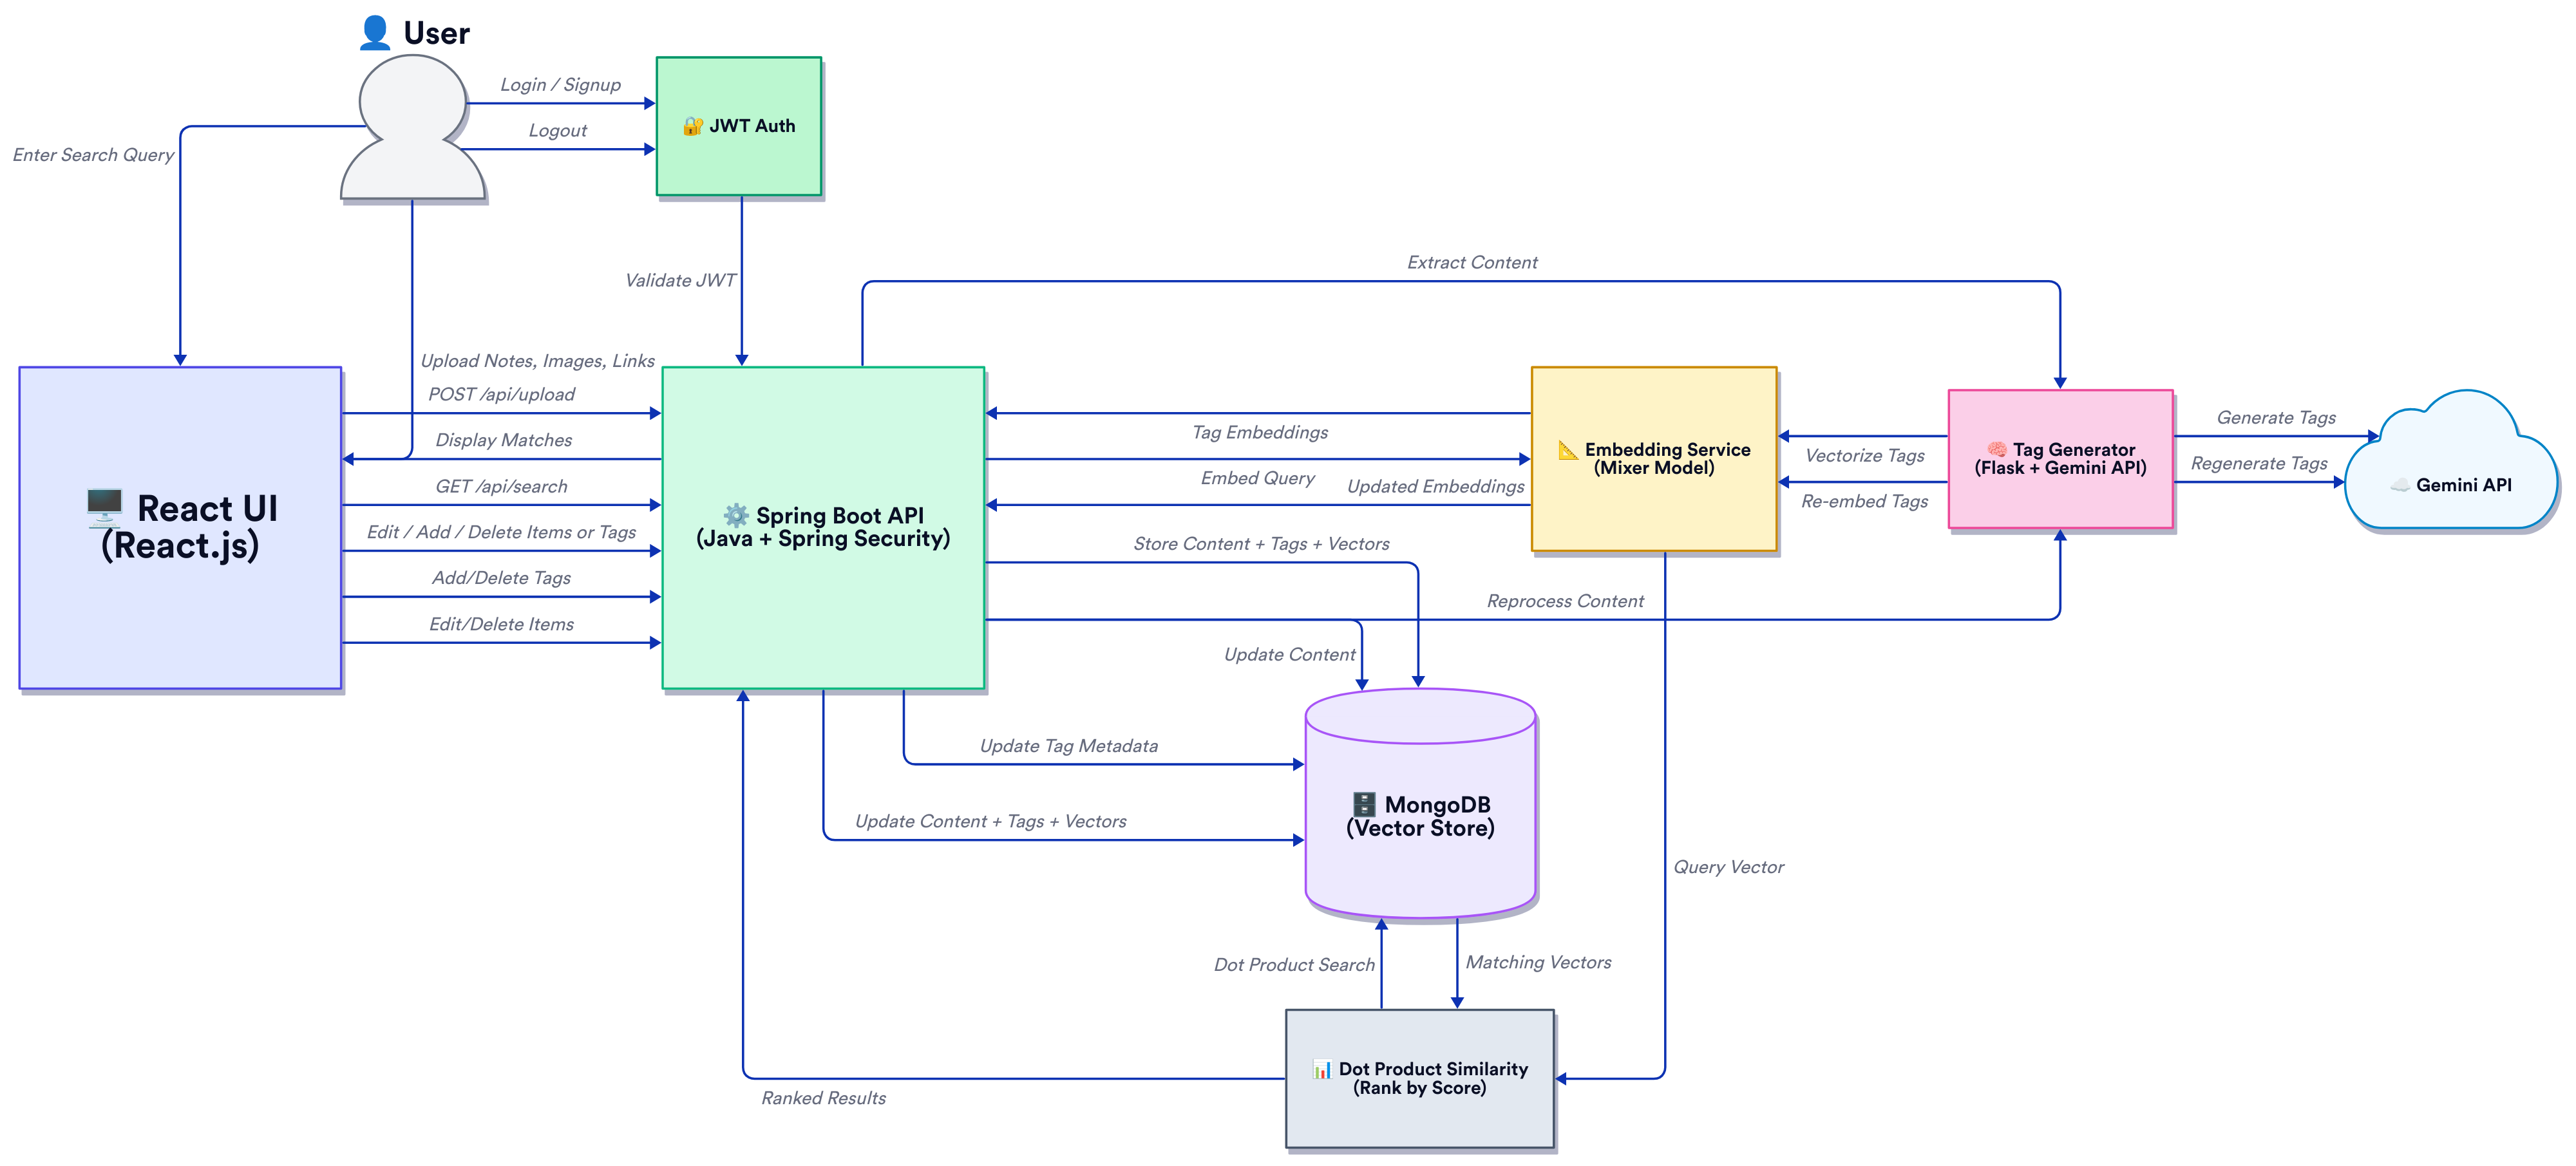 👤 User
Login / Signup
Logout
🔐 JWT Auth
Enter Search Query
Validate JWT
Extract Content
Upload Notes, Images, Links
POST /api/upload
Display Matches
GET /api/search
Edit / Add / Delete Items or Tags
Add/Delete Tags
Edit/Delete Items
🖥️ React UI
(React.js)
⚙️ Spring Boot API
(Java + Spring Security)
Tag Embeddings
Embed Query
Updated Embeddings
📐 Embedding Service
(Mixer Model)
Vectorize Tags
Re-embed Tags
🧠 Tag Generator
(Flask + Gemini API)
Generate Tags
Regenerate Tags
☁️ Gemini API
Store Content + Tags + Vectors
Reprocess Content
Update Content
Update Tag Metadata
Update Content + Tags + Vectors
🗄️ MongoDB
(Vector Store)
Query Vector
Dot Product Search
Matching Vectors
📊 Dot Product Similarity
(Rank by Score)
Ranked Results